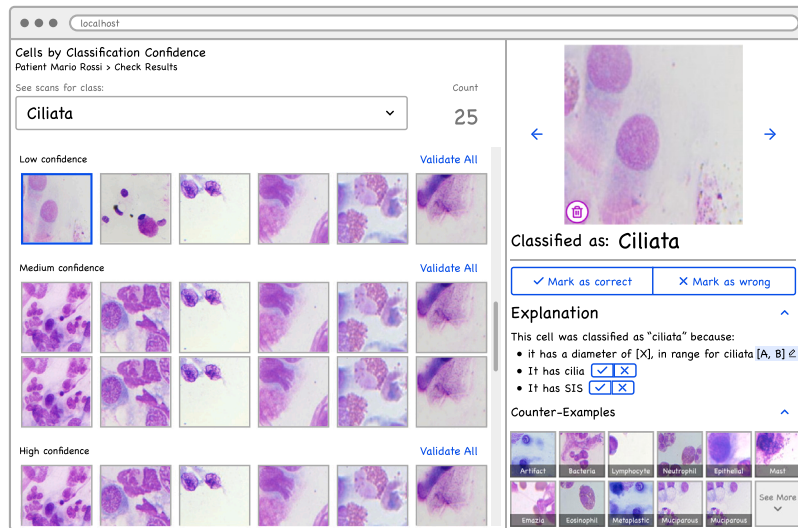 localhost
Cells by Classification Confidence
Patient Mario Rossi > Check Results
See scans for class:
Count
Ciliata
25
Low confidence
Validate All
Medium confidence
Validate All
High confidence
Validate All
Classified as: Ciliata
Mark as correct
Mark as wrong
Explanation
This cell was classified as “ciliata” because:
• it has a diameter of [X], in range for ciliata [A, B]
• It has cilia
• It has SIS
Counter-Examples
Artifact Bacteria Lymphocyte Neutrophil Epithelial Mast
Emazia Eosinophil Metaplastic Muciparous Muciparous See More